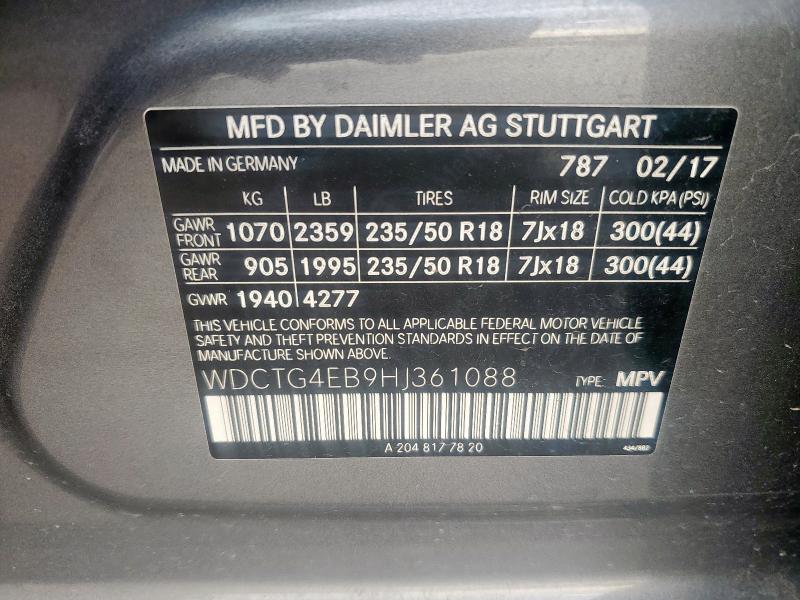 MFD BY DAIMLER AG STUTTGART
MADE IN GERMANY 787 02/17
KG LB TIRES RIM SIZE COLD KPA (PSI)
GAWR FRONT 1070 2359 235/50 R18 7Jx18 300(44)
GAWR REAR 905 1995 235/50 R18 7Jx18 300(44)
GVWR 1940 4277
THIS VEHICLE CONFORMS TO ALL APPLICABLE FEDERAL MOTOR VEHICLE
SAFETY AND THEFT PREVENTION STANDARDS IN EFFECT ON THE DATE OF
MANUFACTURE SHOWN ABOVE.
WDCTG4EB9HJ361088 TYPE: MPV
A 204 817 78 20